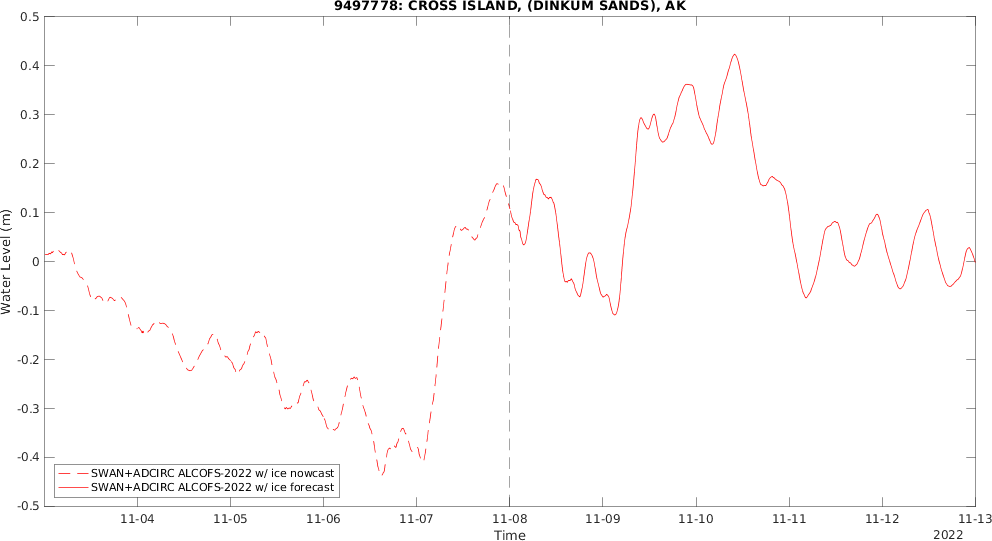 9497778: CROSS ISLAND, (DINKUM SANDS), AK
0.5
0.4
0.3
0.2
0.1
0
-0.1
-0.2
-0.3
-0.4
-0.5
Water Level (m)
SWAN+ADCIRC ALCOFS-2022 w/ ice nowcast
SWAN+ADCIRC ALCOFS-2022 w/ ice forecast
11-04 11-05 11-06 11-07 11-08 11-09 11-10 11-11 11-12 11-13
Time
2022